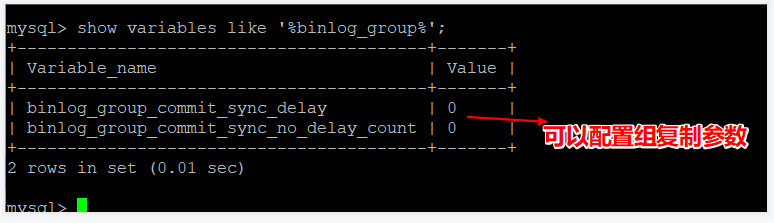 mysql> show variables like '%binlog_group%';
+-----------------------------------------+-------+
| Variable_name                           | Value |
+-----------------------------------------+-------+
| binlog_group_commit_sync_delay          | 0     |
| binlog_group_commit_sync_no_delay_count | 0     |
可以配置组复制参数
+-----------------------------------------+-------+
2 rows in set (0.01 sec)
mysql>